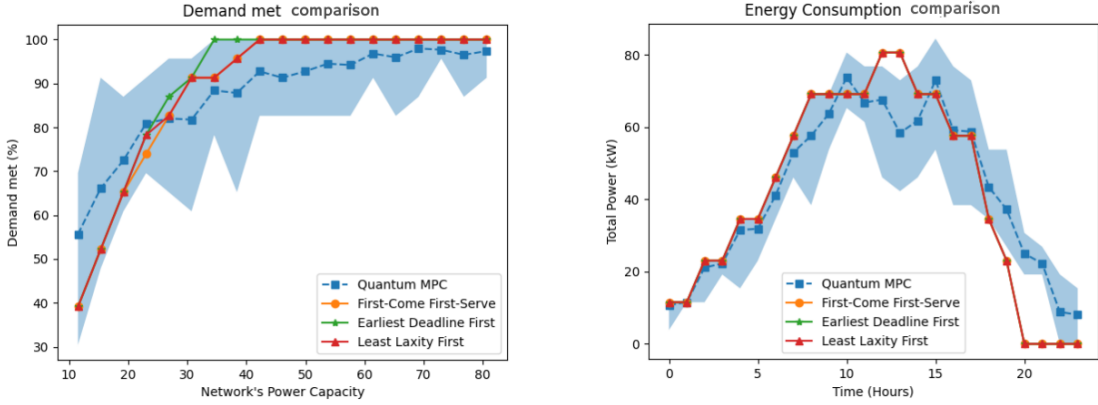 Demand met comparison
Demand met (%)
100
90
80
70
60
50
40
30
10
20
30
40
50
60
70
80
Network's Power Capacity
Quantum MPC
First-Come First-Serve
Earliest Deadline First
Least Laxity First
Energy Consumption comparison
Total Power (kW)
80
60
40
20
0
0
5
10
15
20
Time (Hours)
Quantum MPC
First-Come First-Serve
Earliest Deadline First
Least Laxity First